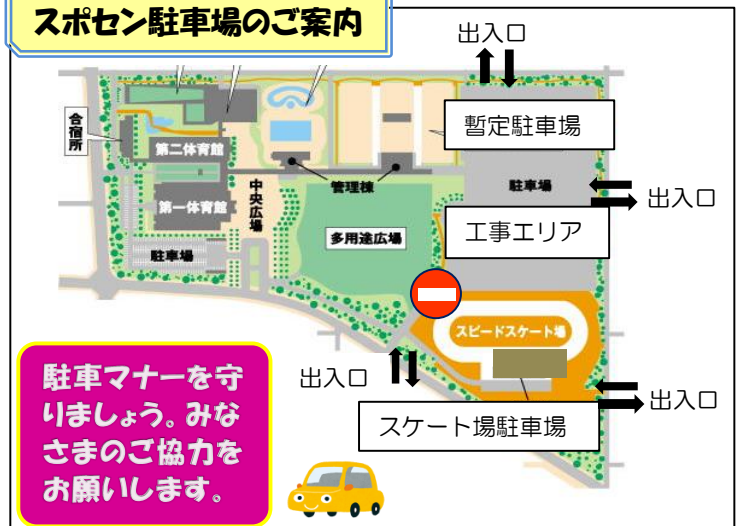 スポセン駐車場のご案内
出入口
合宿所
第二体育館
暫定駐車場
管理棟
駐車場
出入口
第一体育館
中央広場
多用途広場
工事エリア
駐車場
スピードスケート場
駐車マナーを守
りましょう。みな
さまのご協力を
お願いします。
出入口
出入口
スケート場駐車場